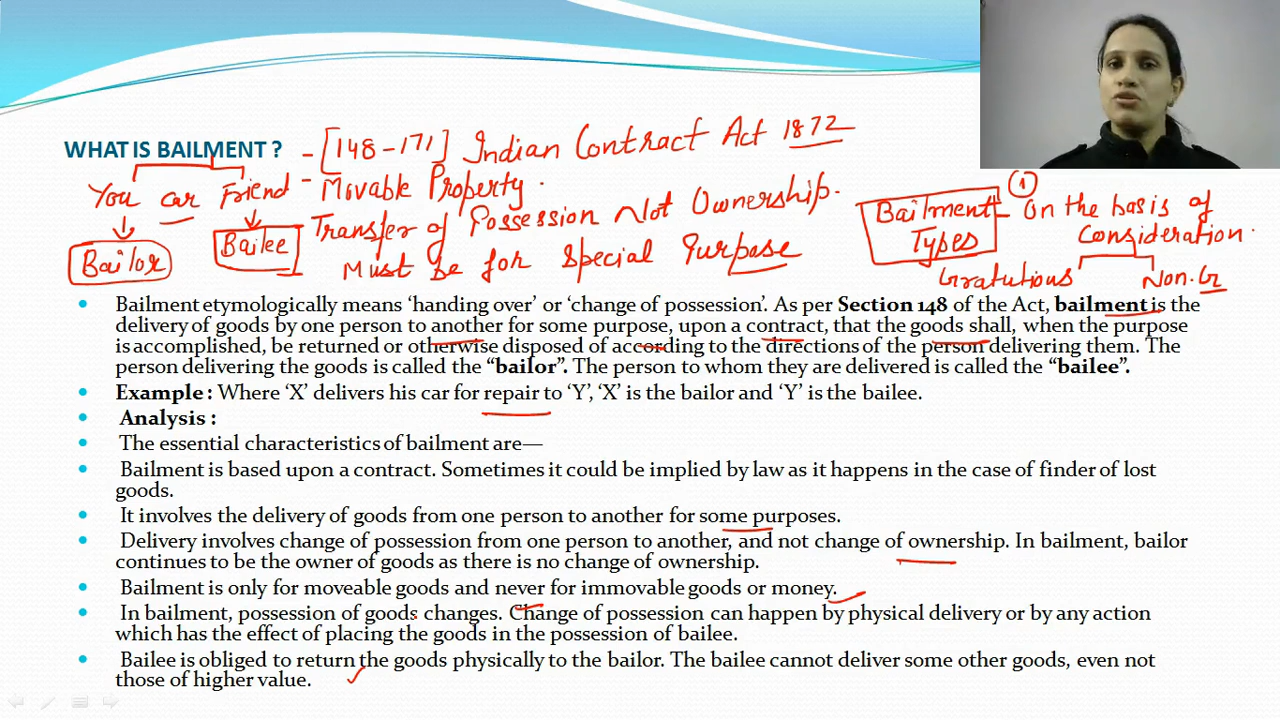 WHAT IS BAILMENT ? - [148-171] Indian Contract Act 1872
You car Friend - Movable Property.
Bailor Bailee Transfer of Possession Not Ownership.
Must be for Special Purpose
Bailment Types - ① On the basis of
consideration.
Gratutious Non.G
Bailment etymologically means ‘handing over’ or ‘change of possession’. As per Section 148 of the Act, bailment is the
delivery of goods by one person to another for some purpose, upon a contract, that the goods shall, when the purpose
is accomplished, be returned or otherwise disposed of according to the directions of the person delivering them. The
person delivering the goods is called the “bailor”. The person to whom they are delivered is called the “bailee”.
Example : Where ‘X’ delivers his car for repair to ‘Y’, ‘X’ is the bailor and ‘Y’ is the bailee.
Analysis :
The essential characteristics of bailment are—
Bailment is based upon a contract. Sometimes it could be implied by law as it happens in the case of finder of lost
goods.
It involves the delivery of goods from one person to another for some purposes.
Delivery involves change of possession from one person to another, and not change of ownership. In bailment, bailor
continues to be the owner of goods as there is no change of ownership.
Bailment is only for moveable goods and never for immovable goods or money.
In bailment, possession of goods changes. Change of possession can happen by physical delivery or by any action
which has the effect of placing the goods in the possession of bailee.
Bailee is obliged to return the goods physically to the bailor. The bailee cannot deliver some other goods, even not
those of higher value.